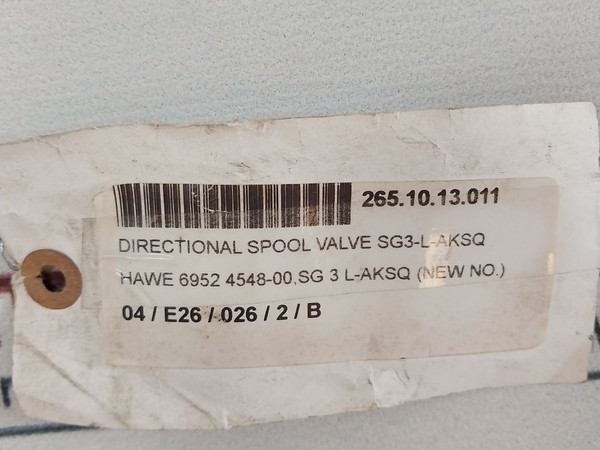 265.10.13.011
DIRECTIONAL SPOOL VALVE SG3-L-AKSQ
HAWE 6952 4548-00,SG 3 L-AKSQ (NEW NO.)
04 / E26 / 026 / 2 / B